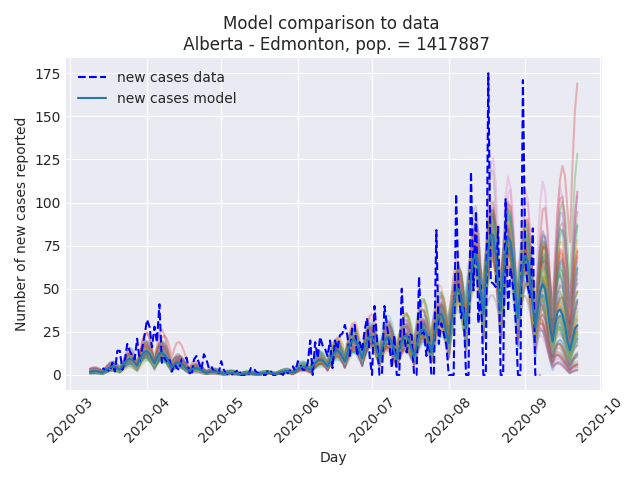 Model comparison to data
Alberta - Edmonton, pop. = 1417887
new cases data
new cases model
Number of new cases reported
175
150
125
100
75
50
25
0
2020-03
2020-04
2020-05
2020-06
2020-07
2020-08
2020-09
2020-10
Day